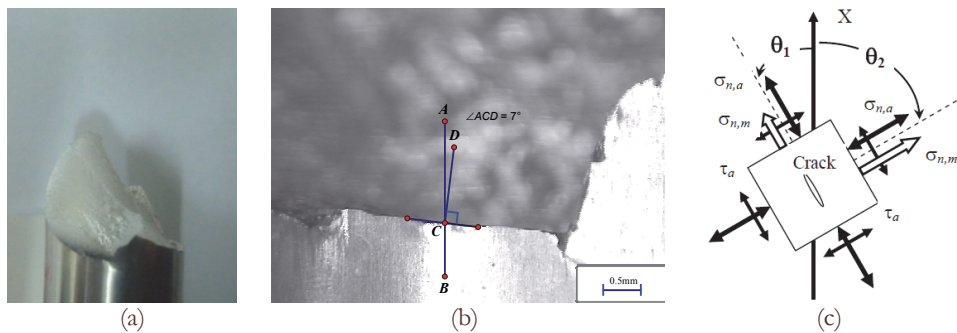 A
∠ACD = 7°
D
C
B
0.5mm
X
θ1
θ2
σn,a
σn,a
σn,m
σn,m
Crack
τa
τa
(a)
(b)
(c)